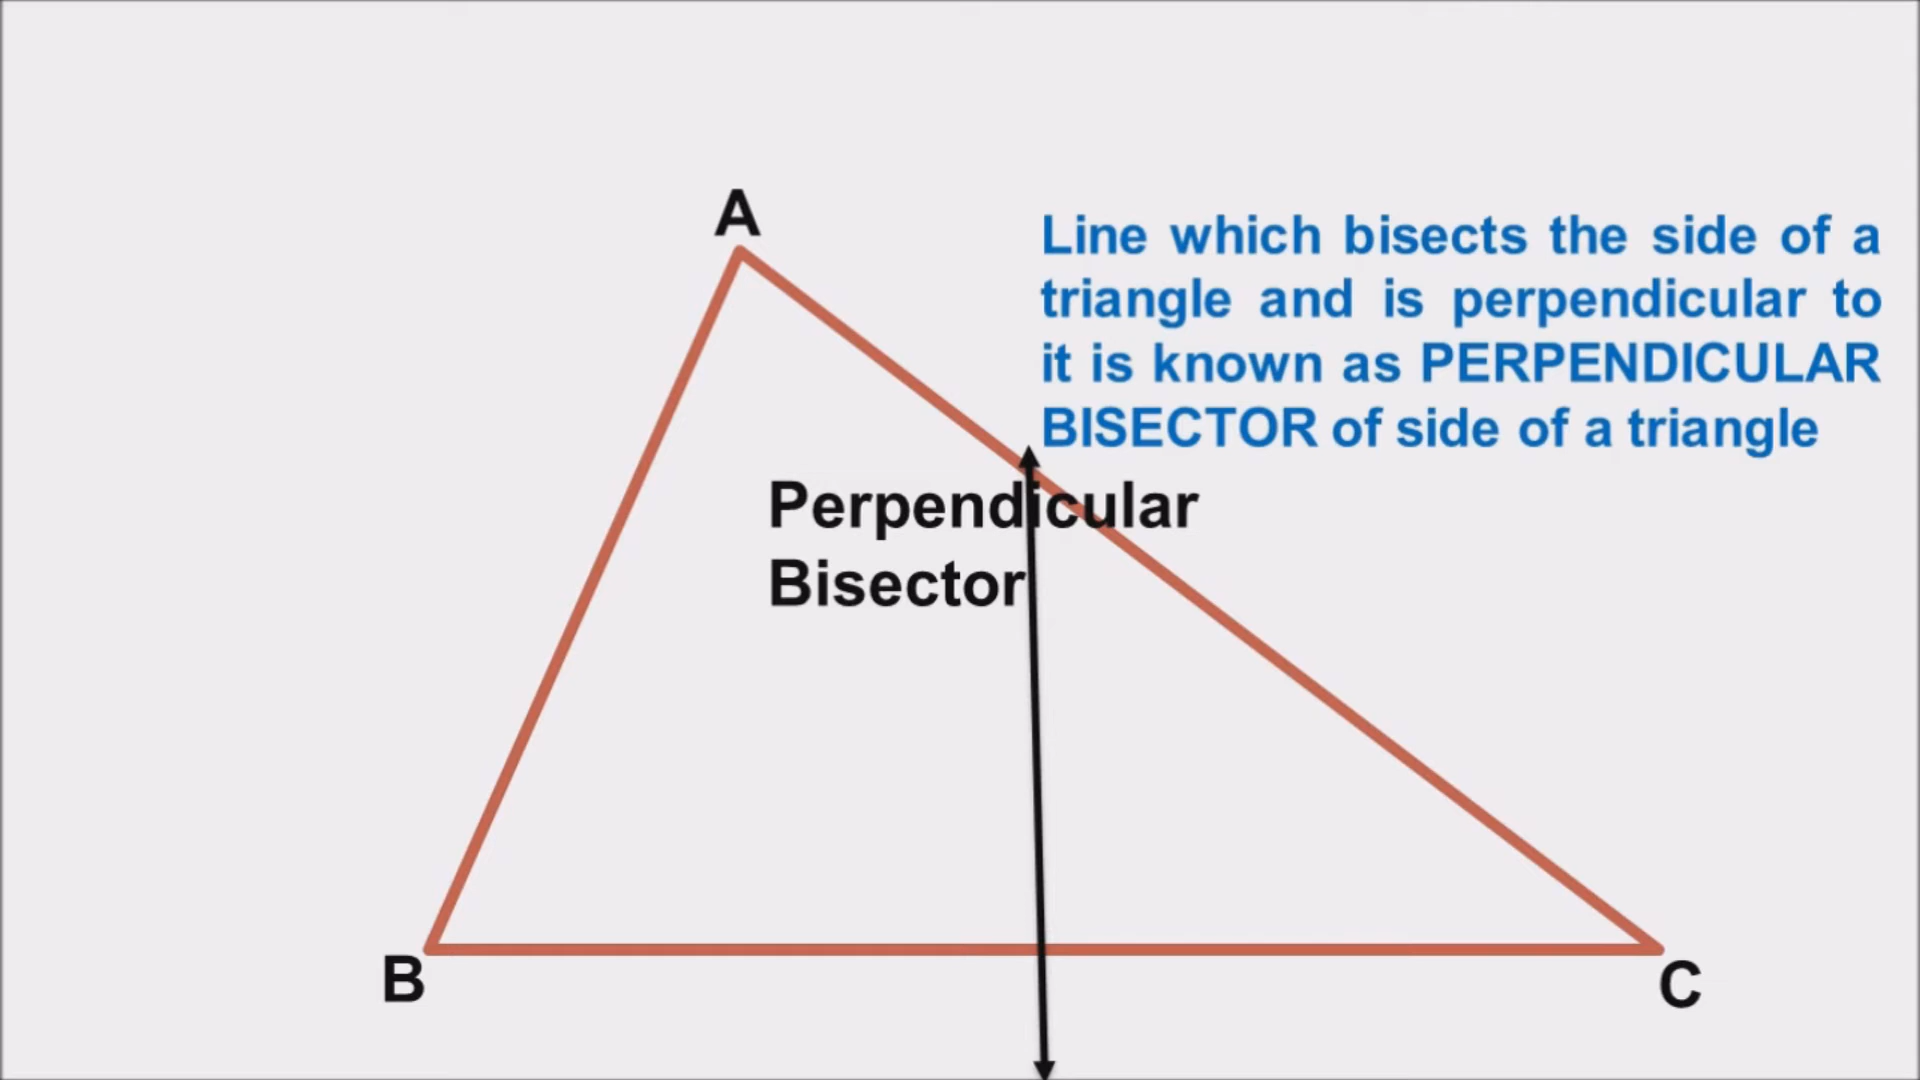 A
Line which bisects the side of a
triangle and is perpendicular to
it is known as PERPENDICULAR
BISECTOR of side of a triangle
Perpendicular
Bisector
B
C